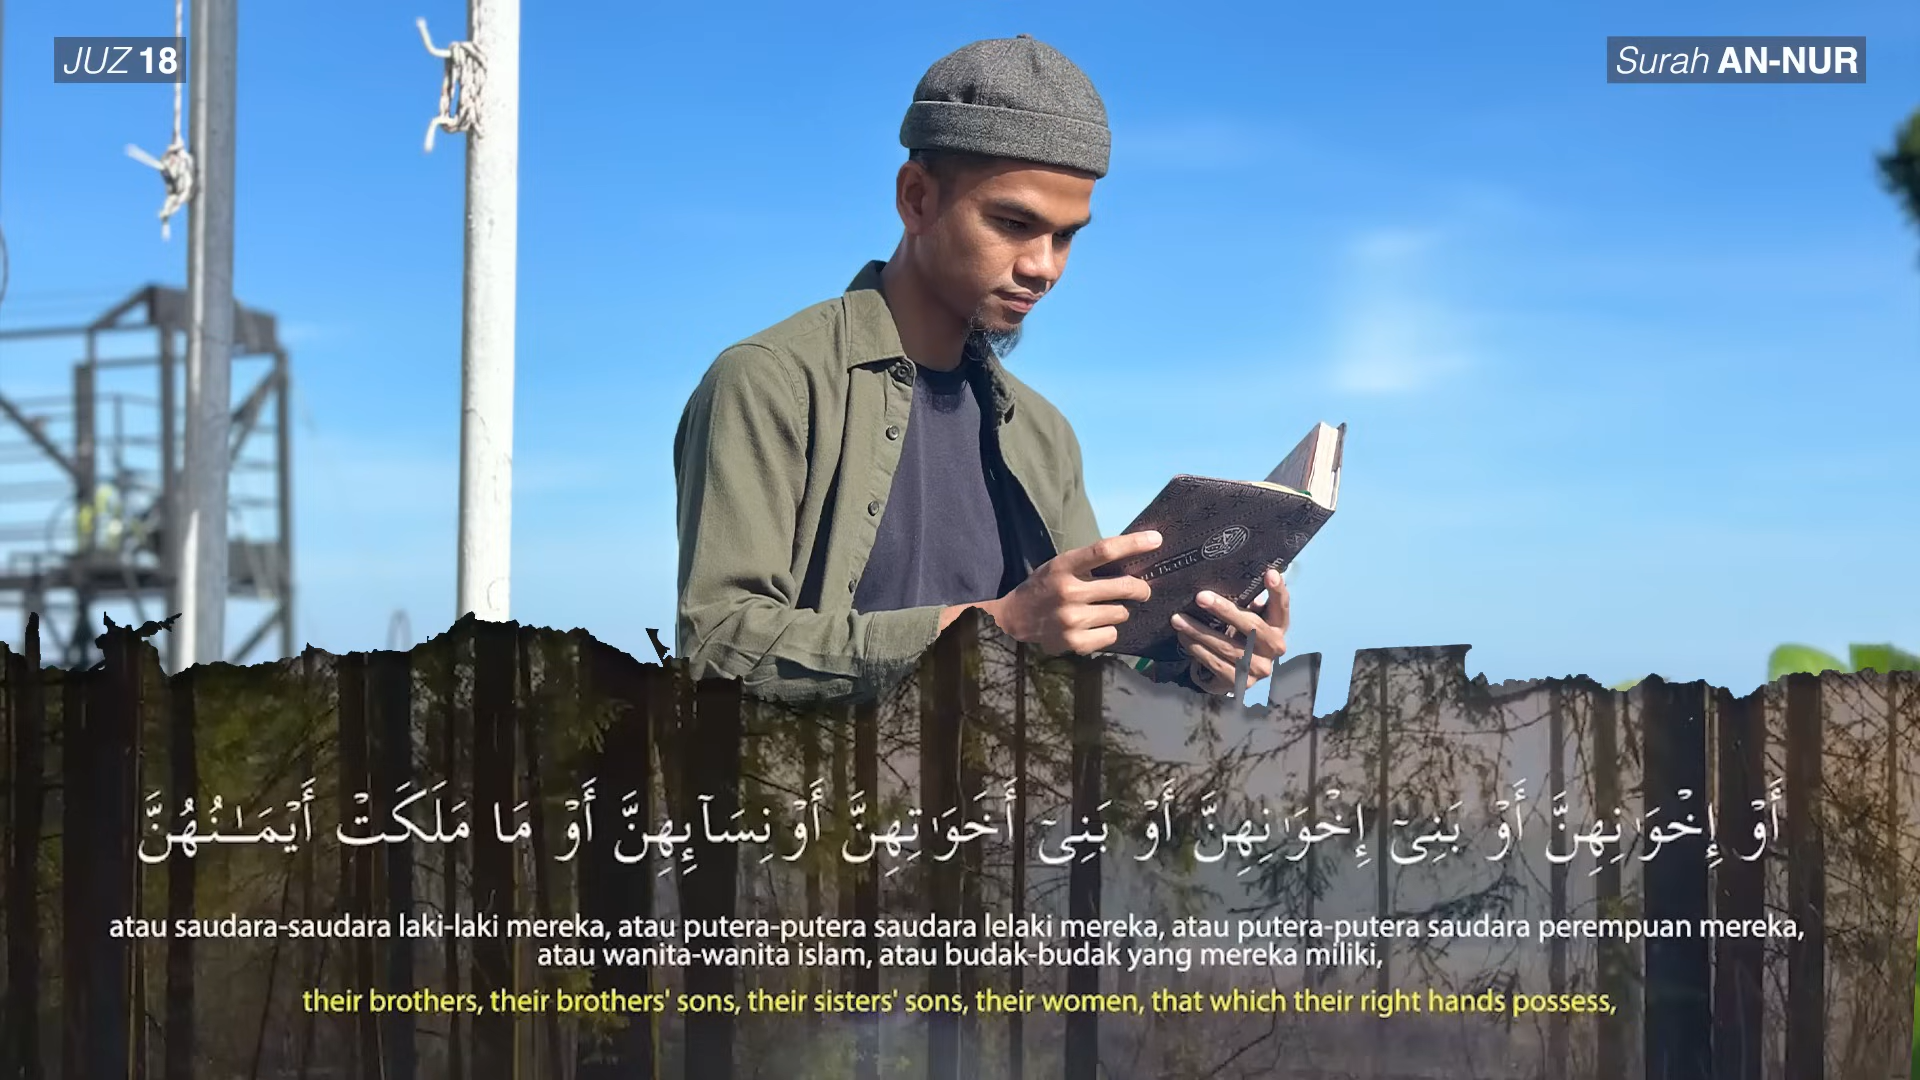 JUZ 18
Surah AN-NUR
أَوْ إِخْوَٰنِهِنَّ أَوْ بَنِىٓ إِخْوَٰنِهِنَّ أَوْ بَنِىٓ أَخَوَٰتِهِنَّ أَوْ نِسَآئِهِنَّ أَوْ مَا مَلَكَتْ أَيْمَـٰنُهُنَّ
atau saudara-saudara laki-laki mereka, atau putera-putera saudara lelaki mereka, atau putera-putera saudara perempuan mereka,
atau wanita-wanita islam, atau budak-budak yang mereka miliki,
their brothers, their brothers' sons, their sisters' sons, their women, that which their right hands possess,